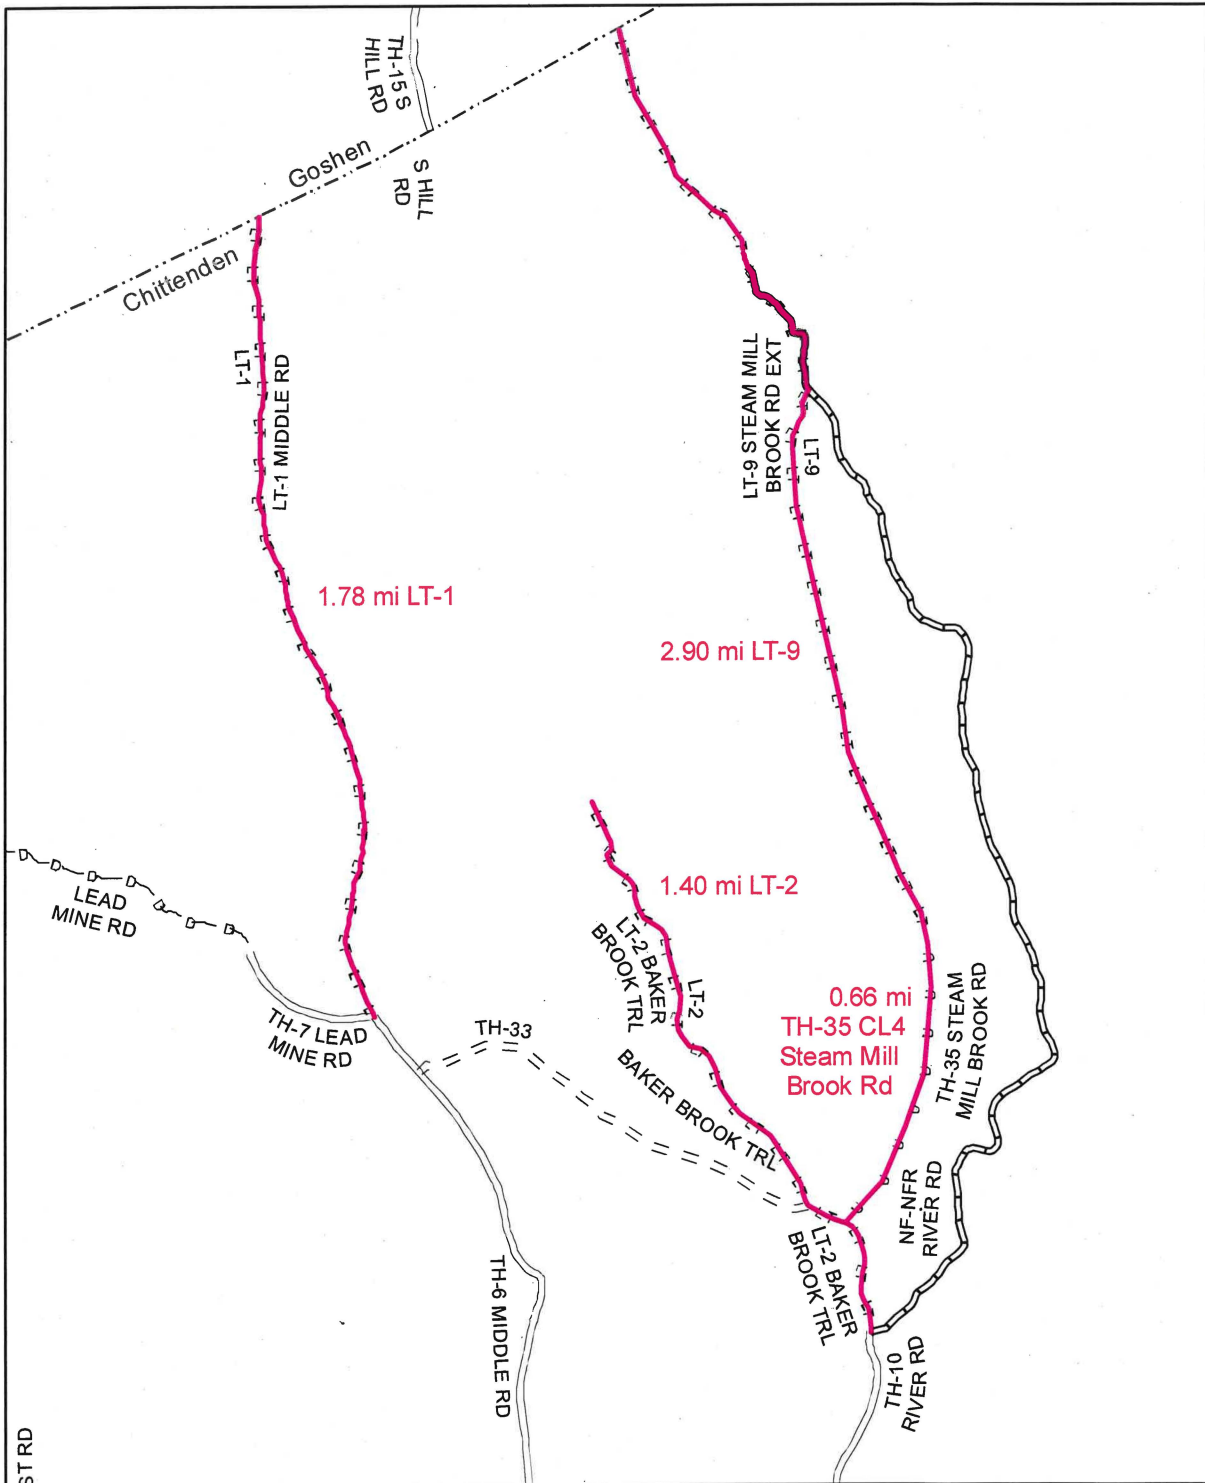 TH-15 S
HILL RD
Goshen
S HILL
RD
Chittenden
LT-1
LT-1 MIDDLE RD
LT-9 STEAM MILL
BROOK RD EXT
LT-9
1.78 mi LT-1
2.90 mi LT-9
LEAD
MINE RD
1.40 mi LT-2
LT-2 BAKER
BROOK TRL
LT-2
0.66 mi
TH-35 CL4
Steam Mill
Brook Rd
TH-35 STEAM
MILL BROOK RD
TH-7 LEAD
MINE RD
TH-33
BAKER BROOK TRL
NF-NFR
RIVER RD
LT-2 BAKER
BROOK TRL
TH-6 MIDDLE RD
TH-10
RIVER RD
ST RD